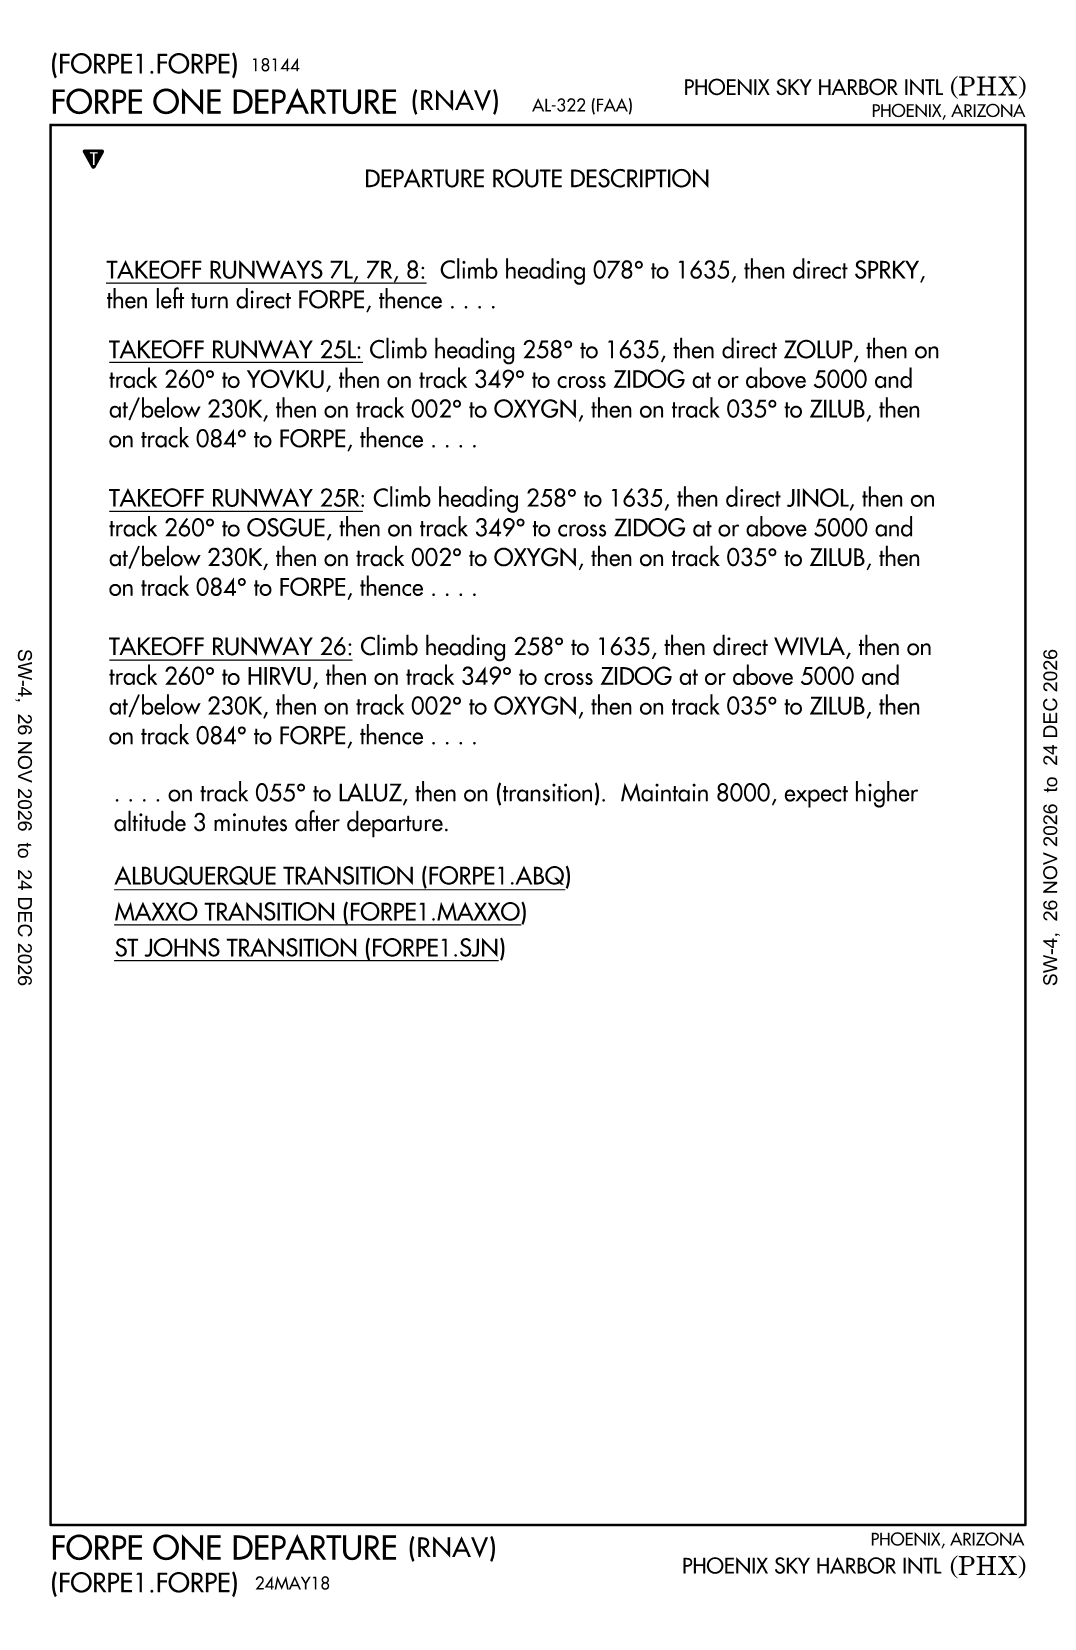 (FORPE1.FORPE) 18144
FORPE ONE DEPARTURE (RNAV) AL-322 (FAA)
PHOENIX SKY HARBOR INTL (PHX)
PHOENIX, ARIZONA
T
DEPARTURE ROUTE DESCRIPTION
TAKEOFF RUNWAYS 7L, 7R, 8: Climb heading 078° to 1635, then direct SPRKY,
then left turn direct FORPE, thence . . . .
TAKEOFF RUNWAY 25L: Climb heading 258° to 1635, then direct ZOLUP, then on
track 260° to YOVKU, then on track 349° to cross ZIDOG at or above 5000 and
at/below 230K, then on track 002° to OXYGN, then on track 035° to ZILUB, then
on track 084° to FORPE, thence . . . .
TAKEOFF RUNWAY 25R: Climb heading 258° to 1635, then direct JINOL, then on
track 260° to OSGUE, then on track 349° to cross ZIDOG at or above 5000 and
at/below 230K, then on track 002° to OXYGN, then on track 035° to ZILUB, then
on track 084° to FORPE, thence . . . .
TAKEOFF RUNWAY 26: Climb heading 258° to 1635, then direct WIVLA, then on
track 260° to HIRVU, then on track 349° to cross ZIDOG at or above 5000 and
at/below 230K, then on track 002° to OXYGN, then on track 035° to ZILUB, then
on track 084° to FORPE, thence . . . .
. . . . on track 055° to LALUZ, then on (transition). Maintain 8000, expect higher
altitude 3 minutes after departure.
ALBUQUERQUE TRANSITION (FORPE1.ABQ)
MAXXO TRANSITION (FORPE1.MAXXO)
ST JOHNS TRANSITION (FORPE1.SJN)
SW-4, 26 NOV 2026 to 24 DEC 2026
SW-4, 26 NOV 2026 to 24 DEC 2026
FORPE ONE DEPARTURE (RNAV)
(FORPE1.FORPE) 24MAY18
PHOENIX, ARIZONA
PHOENIX SKY HARBOR INTL (PHX)